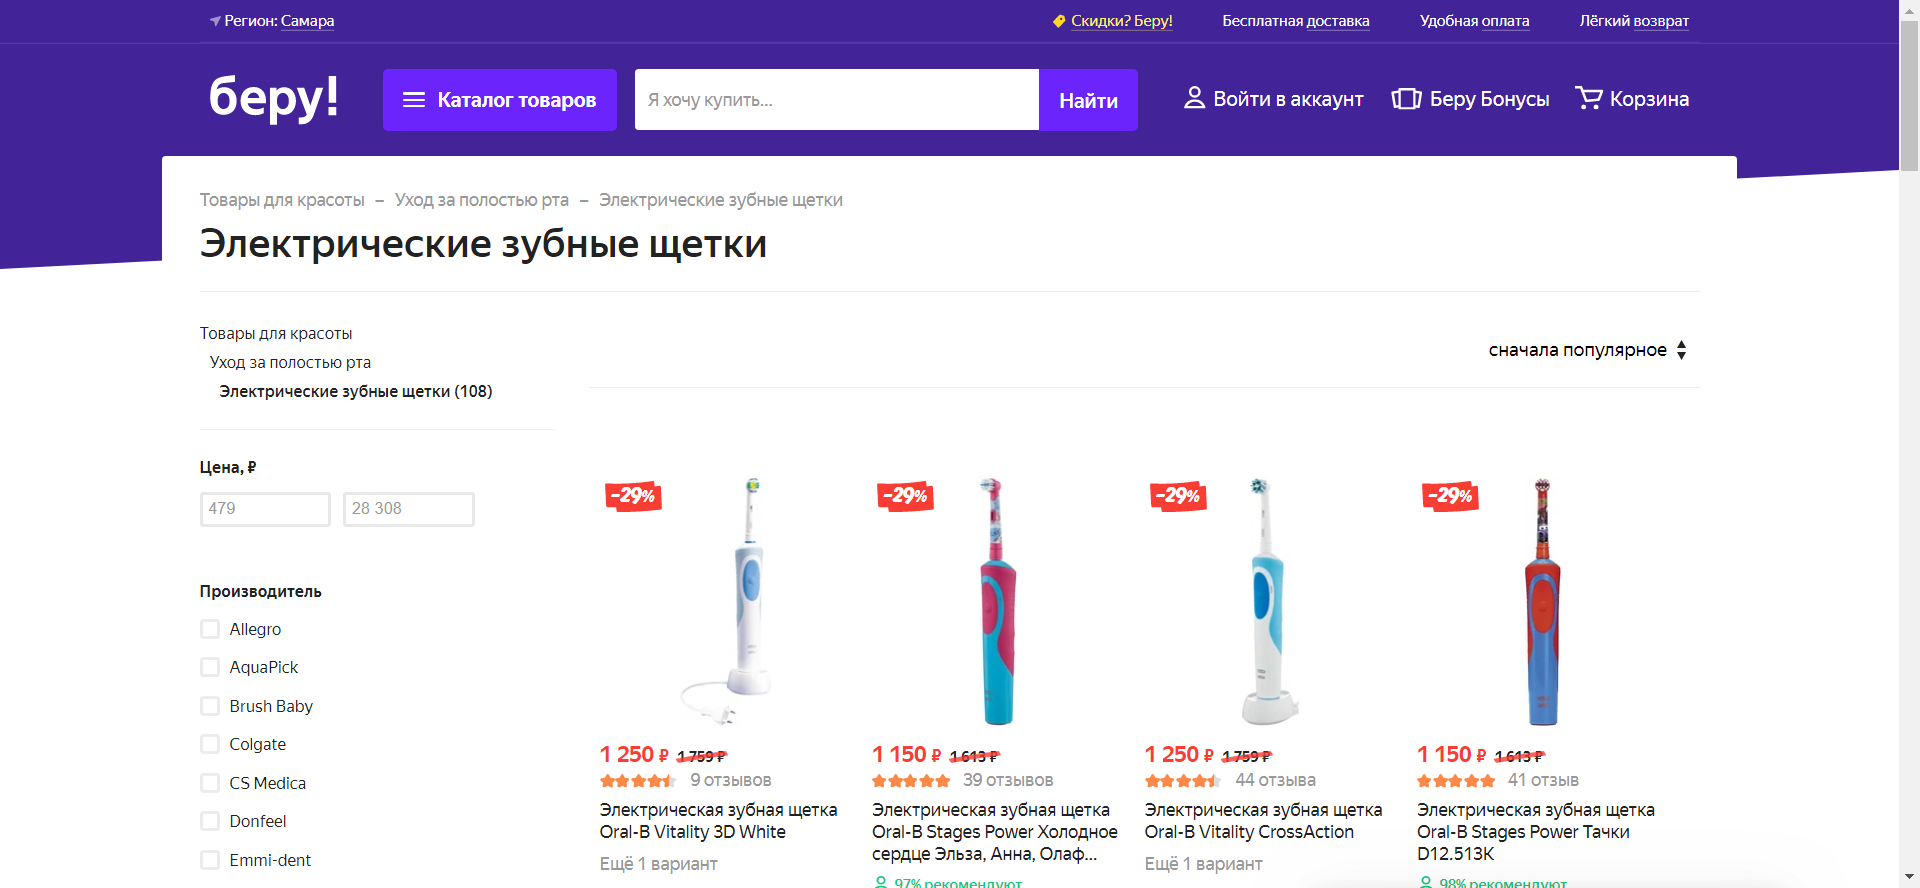 Регион: Самара
Скидки? Беру!
Бесплатная доставка
Удобная оплата
Лёгкий возврат
беру!
Каталог товаров
Я хочу купить...
Найти
Войти в аккаунт
Беру Бонусы
Корзина
Товары для красоты – Уход за полостью рта – Электрические зубные щетки
Электрические зубные щетки
Товары для красоты
Уход за полостью рта
Электрические зубные щетки (108)
сначала популярное
Цена, ₽
479
28 308
Производитель
Allegro
AquaPick
Brush Baby
Colgate
CS Medica
Donfeel
Emmi-dent
-29%
1 250 ₽ 1 759 ₽
9 отзывов
Электрическая зубная щетка
Oral-B Vitality 3D White
Ещё 1 вариант
-29%
1 150 ₽ 1 613 ₽
39 отзывов
Электрическая зубная щетка
Oral-B Stages Power Холодное
сердце Эльза, Анна, Олаф...
97% рекомендуют
-29%
1 250 ₽ 1 759 ₽
44 отзыва
Электрическая зубная щетка
Oral-B Vitality CrossAction
Ещё 1 вариант
-29%
1 150 ₽ 1 613 ₽
41 отзыв
Электрическая зубная щетка
Oral-B Stages Power Тачки
D12.513K
98% рекомендуют